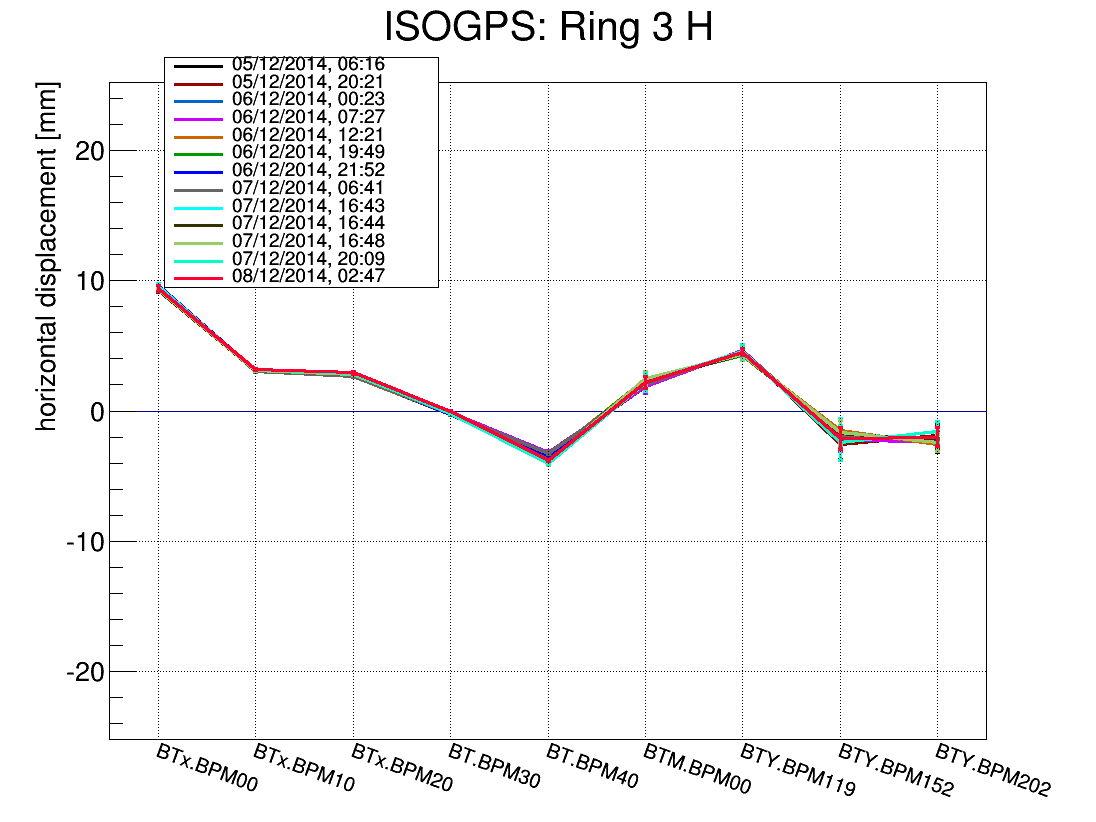 ISOGPS: Ring 3 H
horizontal displacement [mm]
05/12/2014, 06:16
05/12/2014, 20:21
06/12/2014, 00:23
06/12/2014, 07:27
06/12/2014, 12:21
06/12/2014, 19:49
06/12/2014, 21:52
07/12/2014, 06:41
07/12/2014, 16:43
07/12/2014, 16:44
07/12/2014, 16:48
07/12/2014, 20:09
08/12/2014, 02:47
20
10
0
-10
-20
BTx.BPM00
BTx.BPM10
BTx.BPM20
BT.BPM30
BT.BPM40
BTM.BPM00
BTY.BPM119
BTY.BPM152
BTY.BPM202